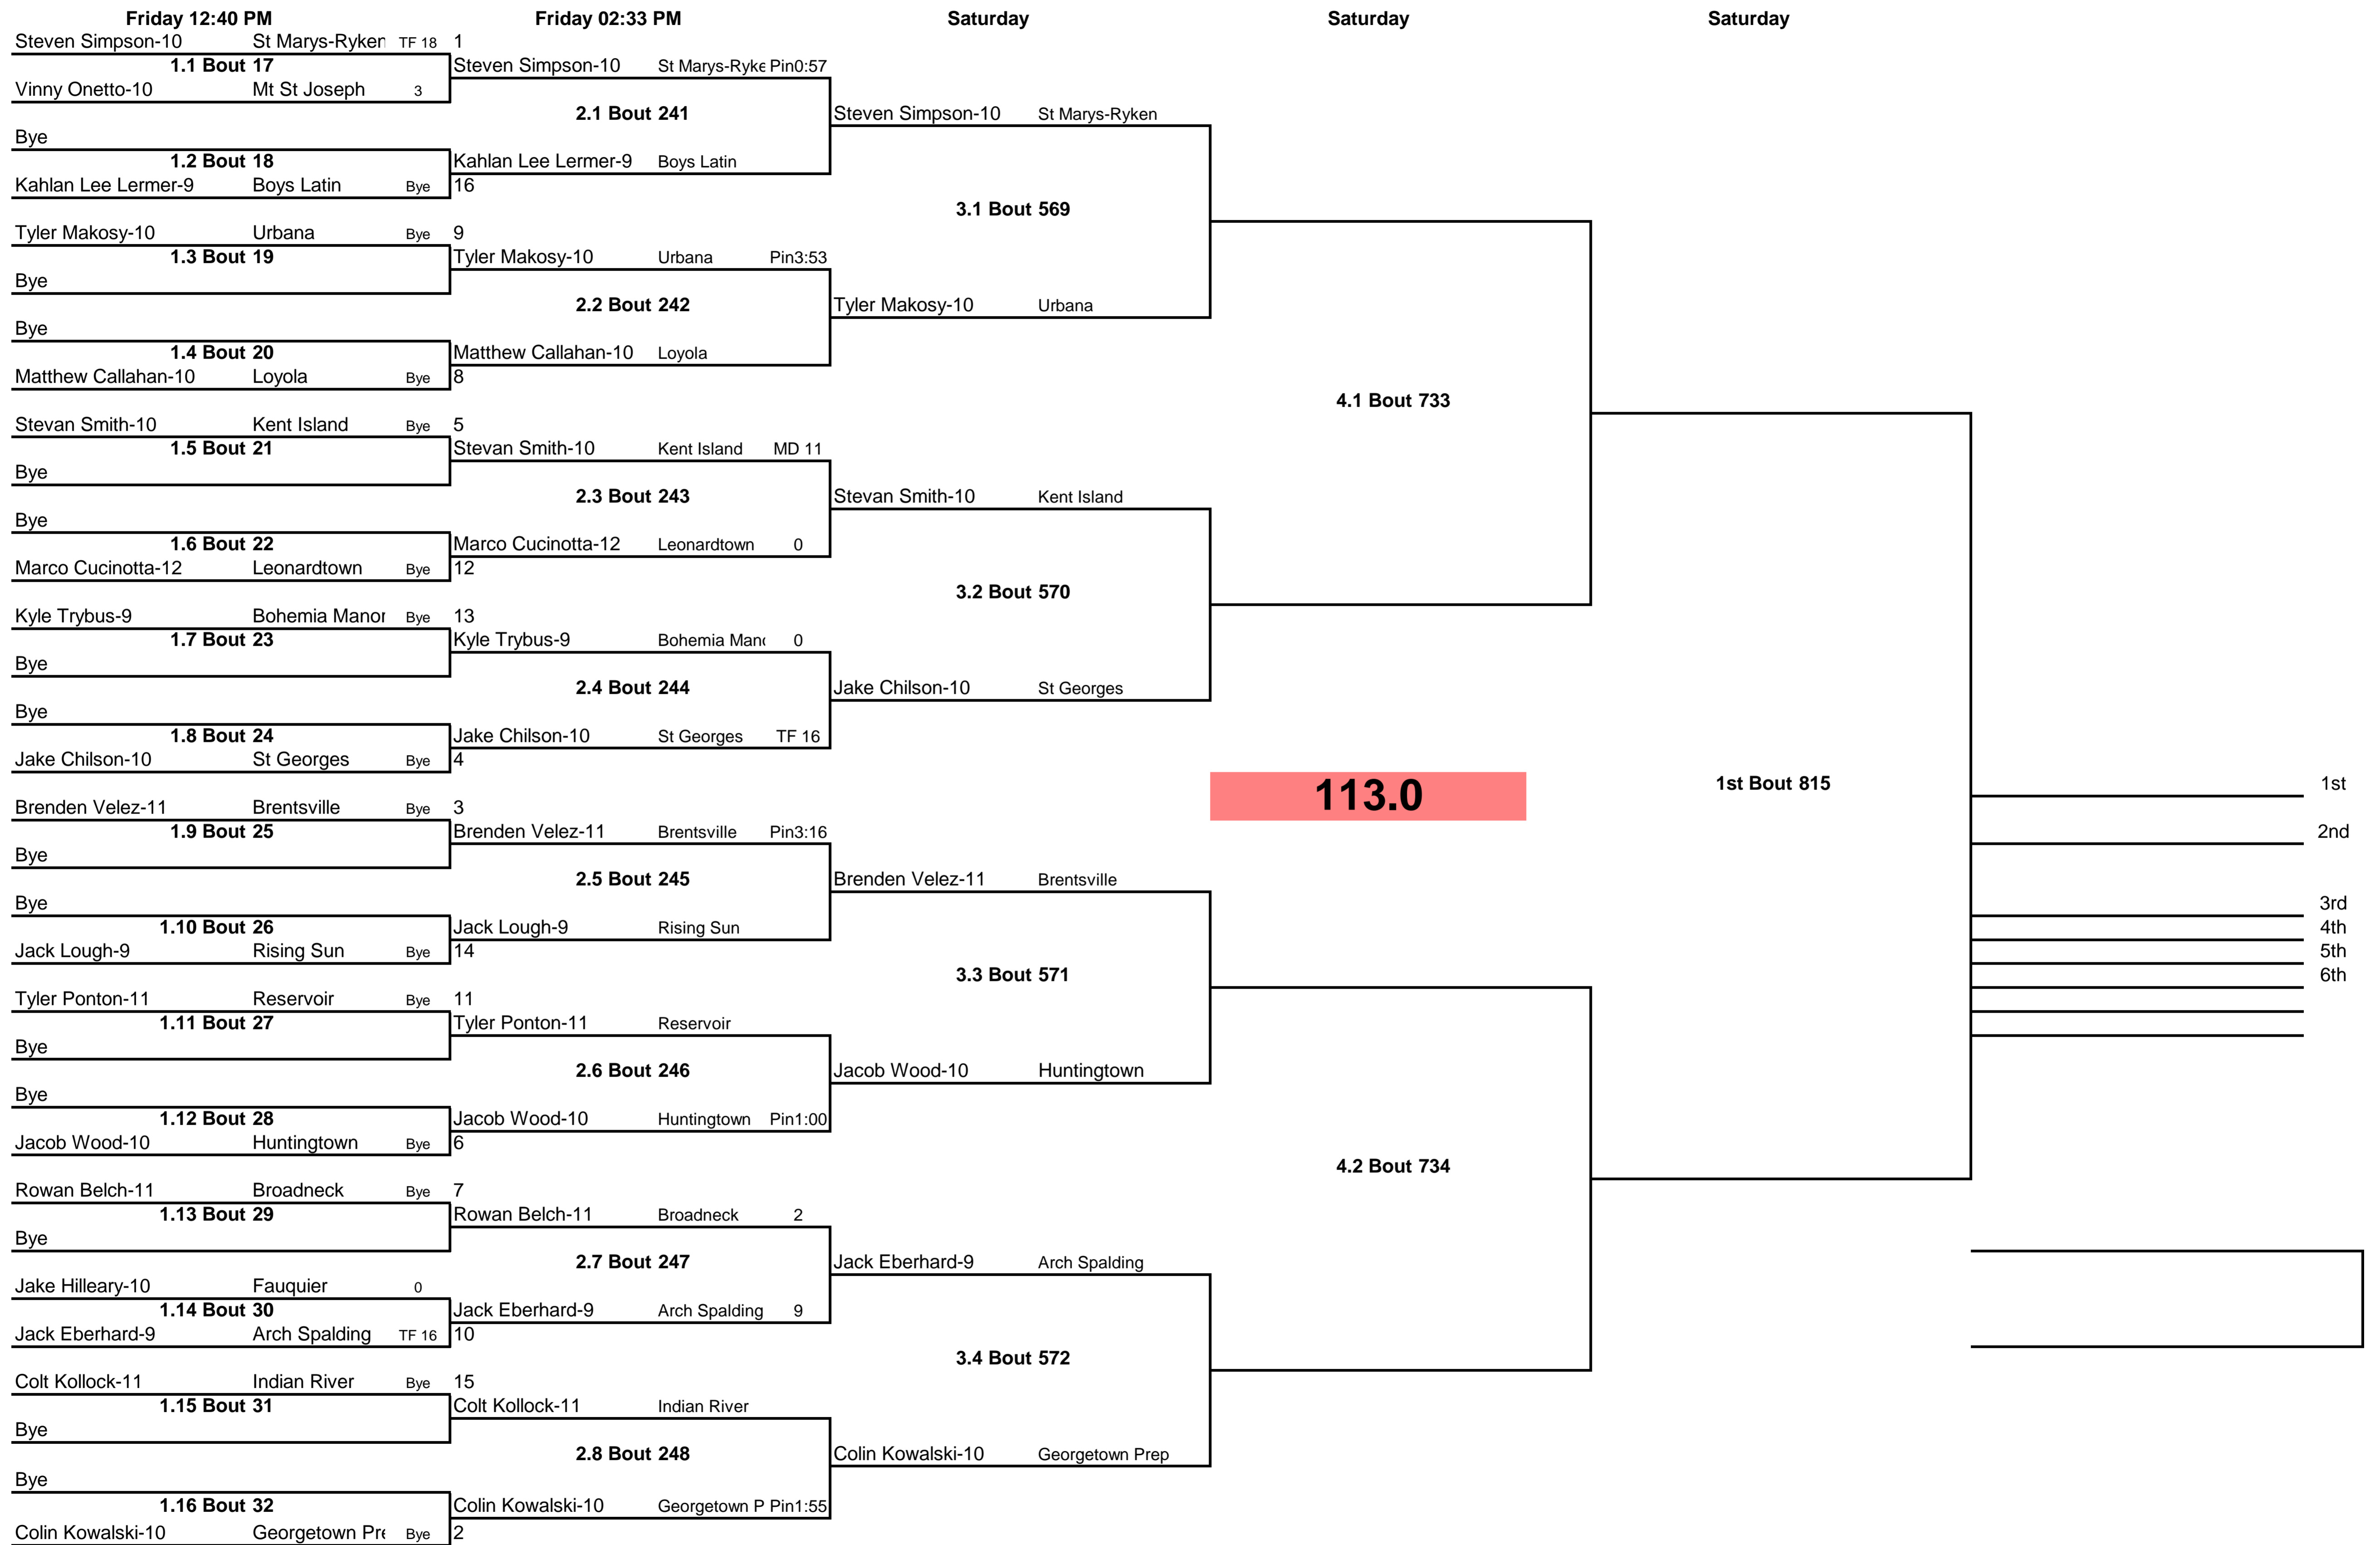 Friday 12:40 PM Friday 02:33 PM Saturday Saturday Saturday
Steven Simpson-10 St Marys-Ryken TF 18 1
1.1 Bout 17 Steven Simpson-10 St Marys-Ryke Pin0:57
Vinny Onetto-10 Mt St Joseph 3
2.1 Bout 241 Steven Simpson-10 St Marys-Ryken
Bye
1.2 Bout 18 Kahlan Lee Lermer-9 Boys Latin
Kahlan Lee Lermer-9 Boys Latin Bye 16
3.1 Bout 569
Tyler Makosy-10 Urbana Bye 9
1.3 Bout 19 Tyler Makosy-10 Urbana Pin3:53
Bye
2.2 Bout 242 Tyler Makosy-10 Urbana
Bye
1.4 Bout 20 Matthew Callahan-10 Loyola
Matthew Callahan-10 Loyola Bye 8
4.1 Bout 733
Stevan Smith-10 Kent Island Bye 5
1.5 Bout 21 Stevan Smith-10 Kent Island MD 11
Bye
2.3 Bout 243 Stevan Smith-10 Kent Island
Bye
1.6 Bout 22 Marco Cucinotta-12 Leonardtown 0
Marco Cucinotta-12 Leonardtown Bye 12
3.2 Bout 570
Kyle Trybus-9 Bohemia Manor Bye 13
1.7 Bout 23 Kyle Trybus-9 Bohemia Man 0
Bye
2.4 Bout 244 Jake Chilson-10 St Georges
Bye
1.8 Bout 24 Jake Chilson-10 St Georges TF 16
Jake Chilson-10 St Georges Bye 4
113.0 1st Bout 815 1st
Brenden Velez-11 Brentsville Bye 3
1.9 Bout 25 Brenden Velez-11 Brentsville Pin3:16 2nd
Bye
2.5 Bout 245 Brenden Velez-11 Brentsville
Bye 3rd
1.10 Bout 26 Jack Lough-9 Rising Sun 4th
Jack Lough-9 Rising Sun Bye 14 5th
3.3 Bout 571 6th
Tyler Ponton-11 Reservoir Bye 11
1.11 Bout 27 Tyler Ponton-11 Reservoir
Bye
2.6 Bout 246 Jacob Wood-10 Huntingtown
Bye
1.12 Bout 28 Jacob Wood-10 Huntingtown Pin1:00
Jacob Wood-10 Huntingtown Bye 6
4.2 Bout 734
Rowan Belch-11 Broadneck Bye 7
1.13 Bout 29 Rowan Belch-11 Broadneck 2
Bye
2.7 Bout 247 Jack Eberhard-9 Arch Spalding
Jake Hilleary-10 Fauquier 0
1.14 Bout 30 Jack Eberhard-9 Arch Spalding 9
Jack Eberhard-9 Arch Spalding TF 16 10
3.4 Bout 572
Colt Kollock-11 Indian River Bye 15
1.15 Bout 31 Colt Kollock-11 Indian River
Bye
2.8 Bout 248 Colin Kowalski-10 Georgetown Prep
Bye
1.16 Bout 32 Colin Kowalski-10 Georgetown P Pin1:55
Colin Kowalski-10 Georgetown Pre Bye 2